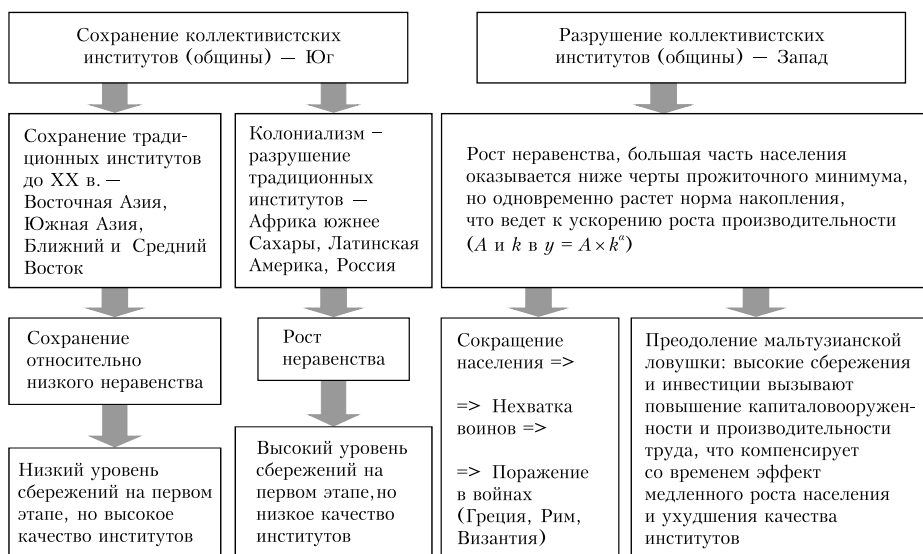 Сохранение коллективистских
институтов (общины) — Юг
Разрушение коллективистских
институтов (общины) — Запад
Сохранение тради-
ционных институтов
до XX в. —
Восточная Азия,
Южная Азия,
Ближний и Средний
Восток
Колониализм —
разрушение
традиционных
институтов —
Африка южнее
Сахары, Латинская
Америка, Россия
Рост неравенства, большая часть населения
оказывается ниже черты прожиточного минимума,
но одновременно растет норма накопления,
что ведет к ускорению роста производительности
(A и k в y = A × k^α)
Сохранение
относительно
низкого неравенства
Рост
неравенства
Сокращение
населения =>
=> Нехватка
воинов =>
=> Поражение
в войнах
(Греция, Рим,
Византия)
Преодоление мальтузианской
ловушки: высокие сбережения
и инвестиции вызывают
повышение капиталовооружен-
ности и производительности
труда, что компенсирует
со временем эффект
медленного роста населения
и ухудшения качества
институтов
Низкий уровень
сбережений на первом
этапе, но высокое
качество институтов
Высокий уровень
сбережений на
первом этапе,но
низкое качество
институтов